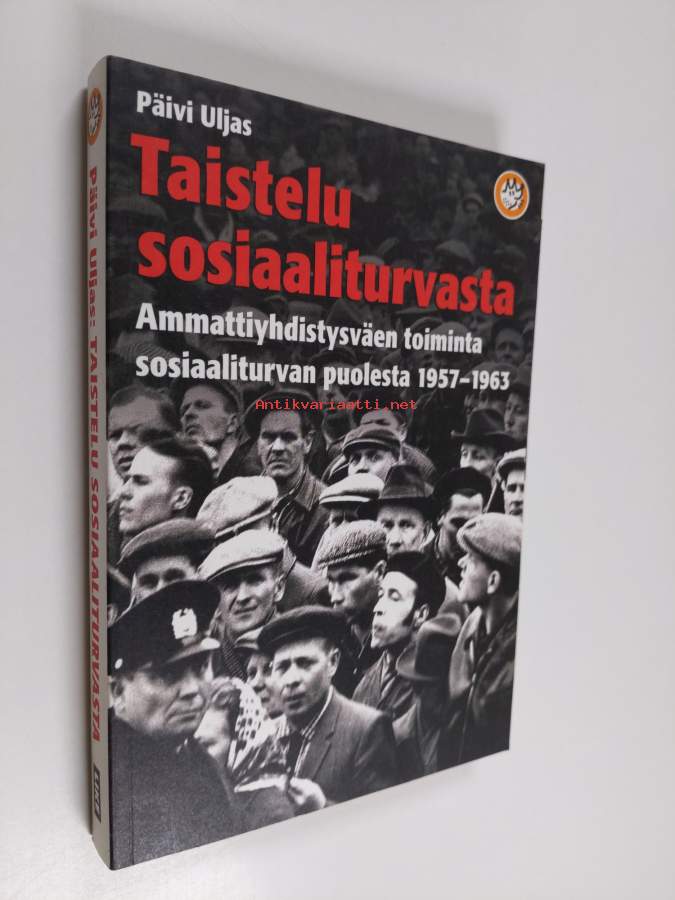 Päivi Uljas
Taistelu
sosiaaliturvasta
Ammattiyhdistysväen toiminta
sosiaaliturvan puolesta 1957–1963
Antikvariaatti.net
Päivi Uljas: TAISTELU SOSIAALITURVASTA